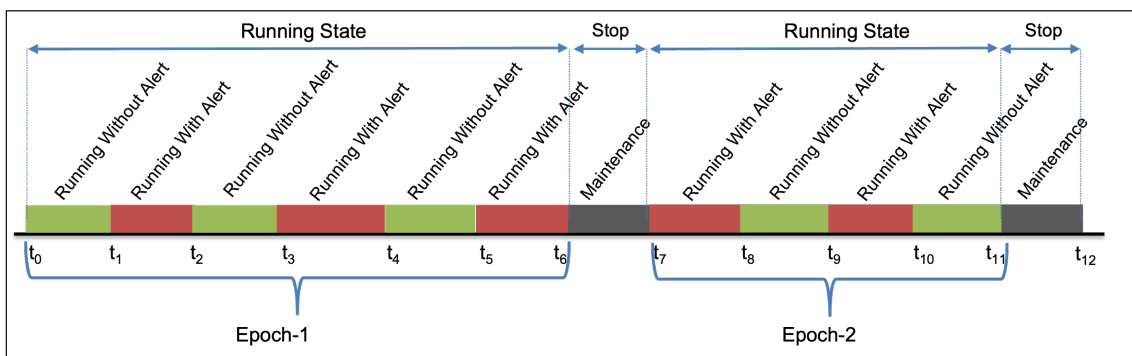 Running State
Stop
Running State
Stop
Running Without Alert
Running With Alert
Running Without Alert
Running With Alert
Running Without Alert
Running With Alert
Maintenance
Running With Alert
Running Without Alert
Running With Alert
Running Without Alert
Maintenance
t0 t1 t2 t3 t4 t5 t6 t7 t8 t9 t10 t11 t12
Epoch-1
Epoch-2